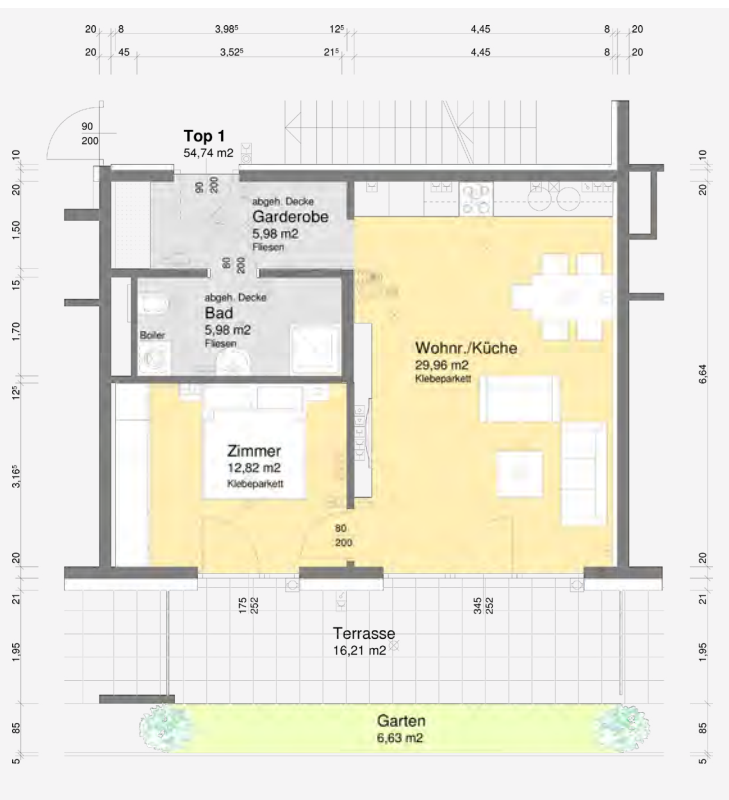 20 8 3,98⁵ 12⁵ 4,45 20
20 45 3,52⁵ 21⁵ 4,45 8 20
90
200
Top 1
54,74 m2
10
20
1,50
15
1,70
12⁵
3,16⁵
20
21
1,95
85
5
90
200
abgeh. Decke
Garderobe
5,98 m2
Fliesen
80
200
abgeh. Decke
Bad
5,98 m2
Fliesen
Boiler
Wohnr./Küche
29,96 m2
Klebeparkett
Zimmer
12,82 m2
Klebeparkett
80
200
175
252
345
252
Terrasse
16,21 m2
Garten
6,63 m2
10
20
6,64
20
21
1,95
85
5